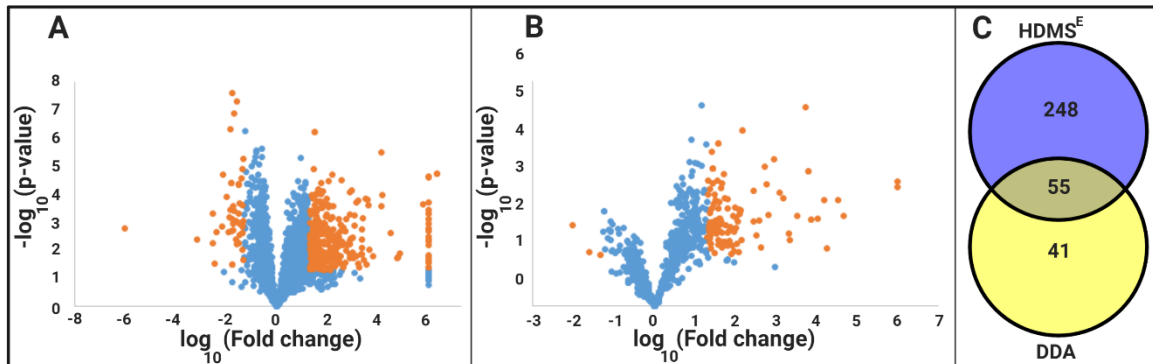 A
8
7
6
5
4
3
2
1
0
-log10(p-value)
-8 -6 -4 -2 0 2 4 6
log10(Fold change)
B
6
5
4
3
2
1
0
-log10(p-value)
-3 -2 -1 0 1 2 3 4 5 6 7
log10(Fold change)
C
HDMSE
248
55
41
DDA